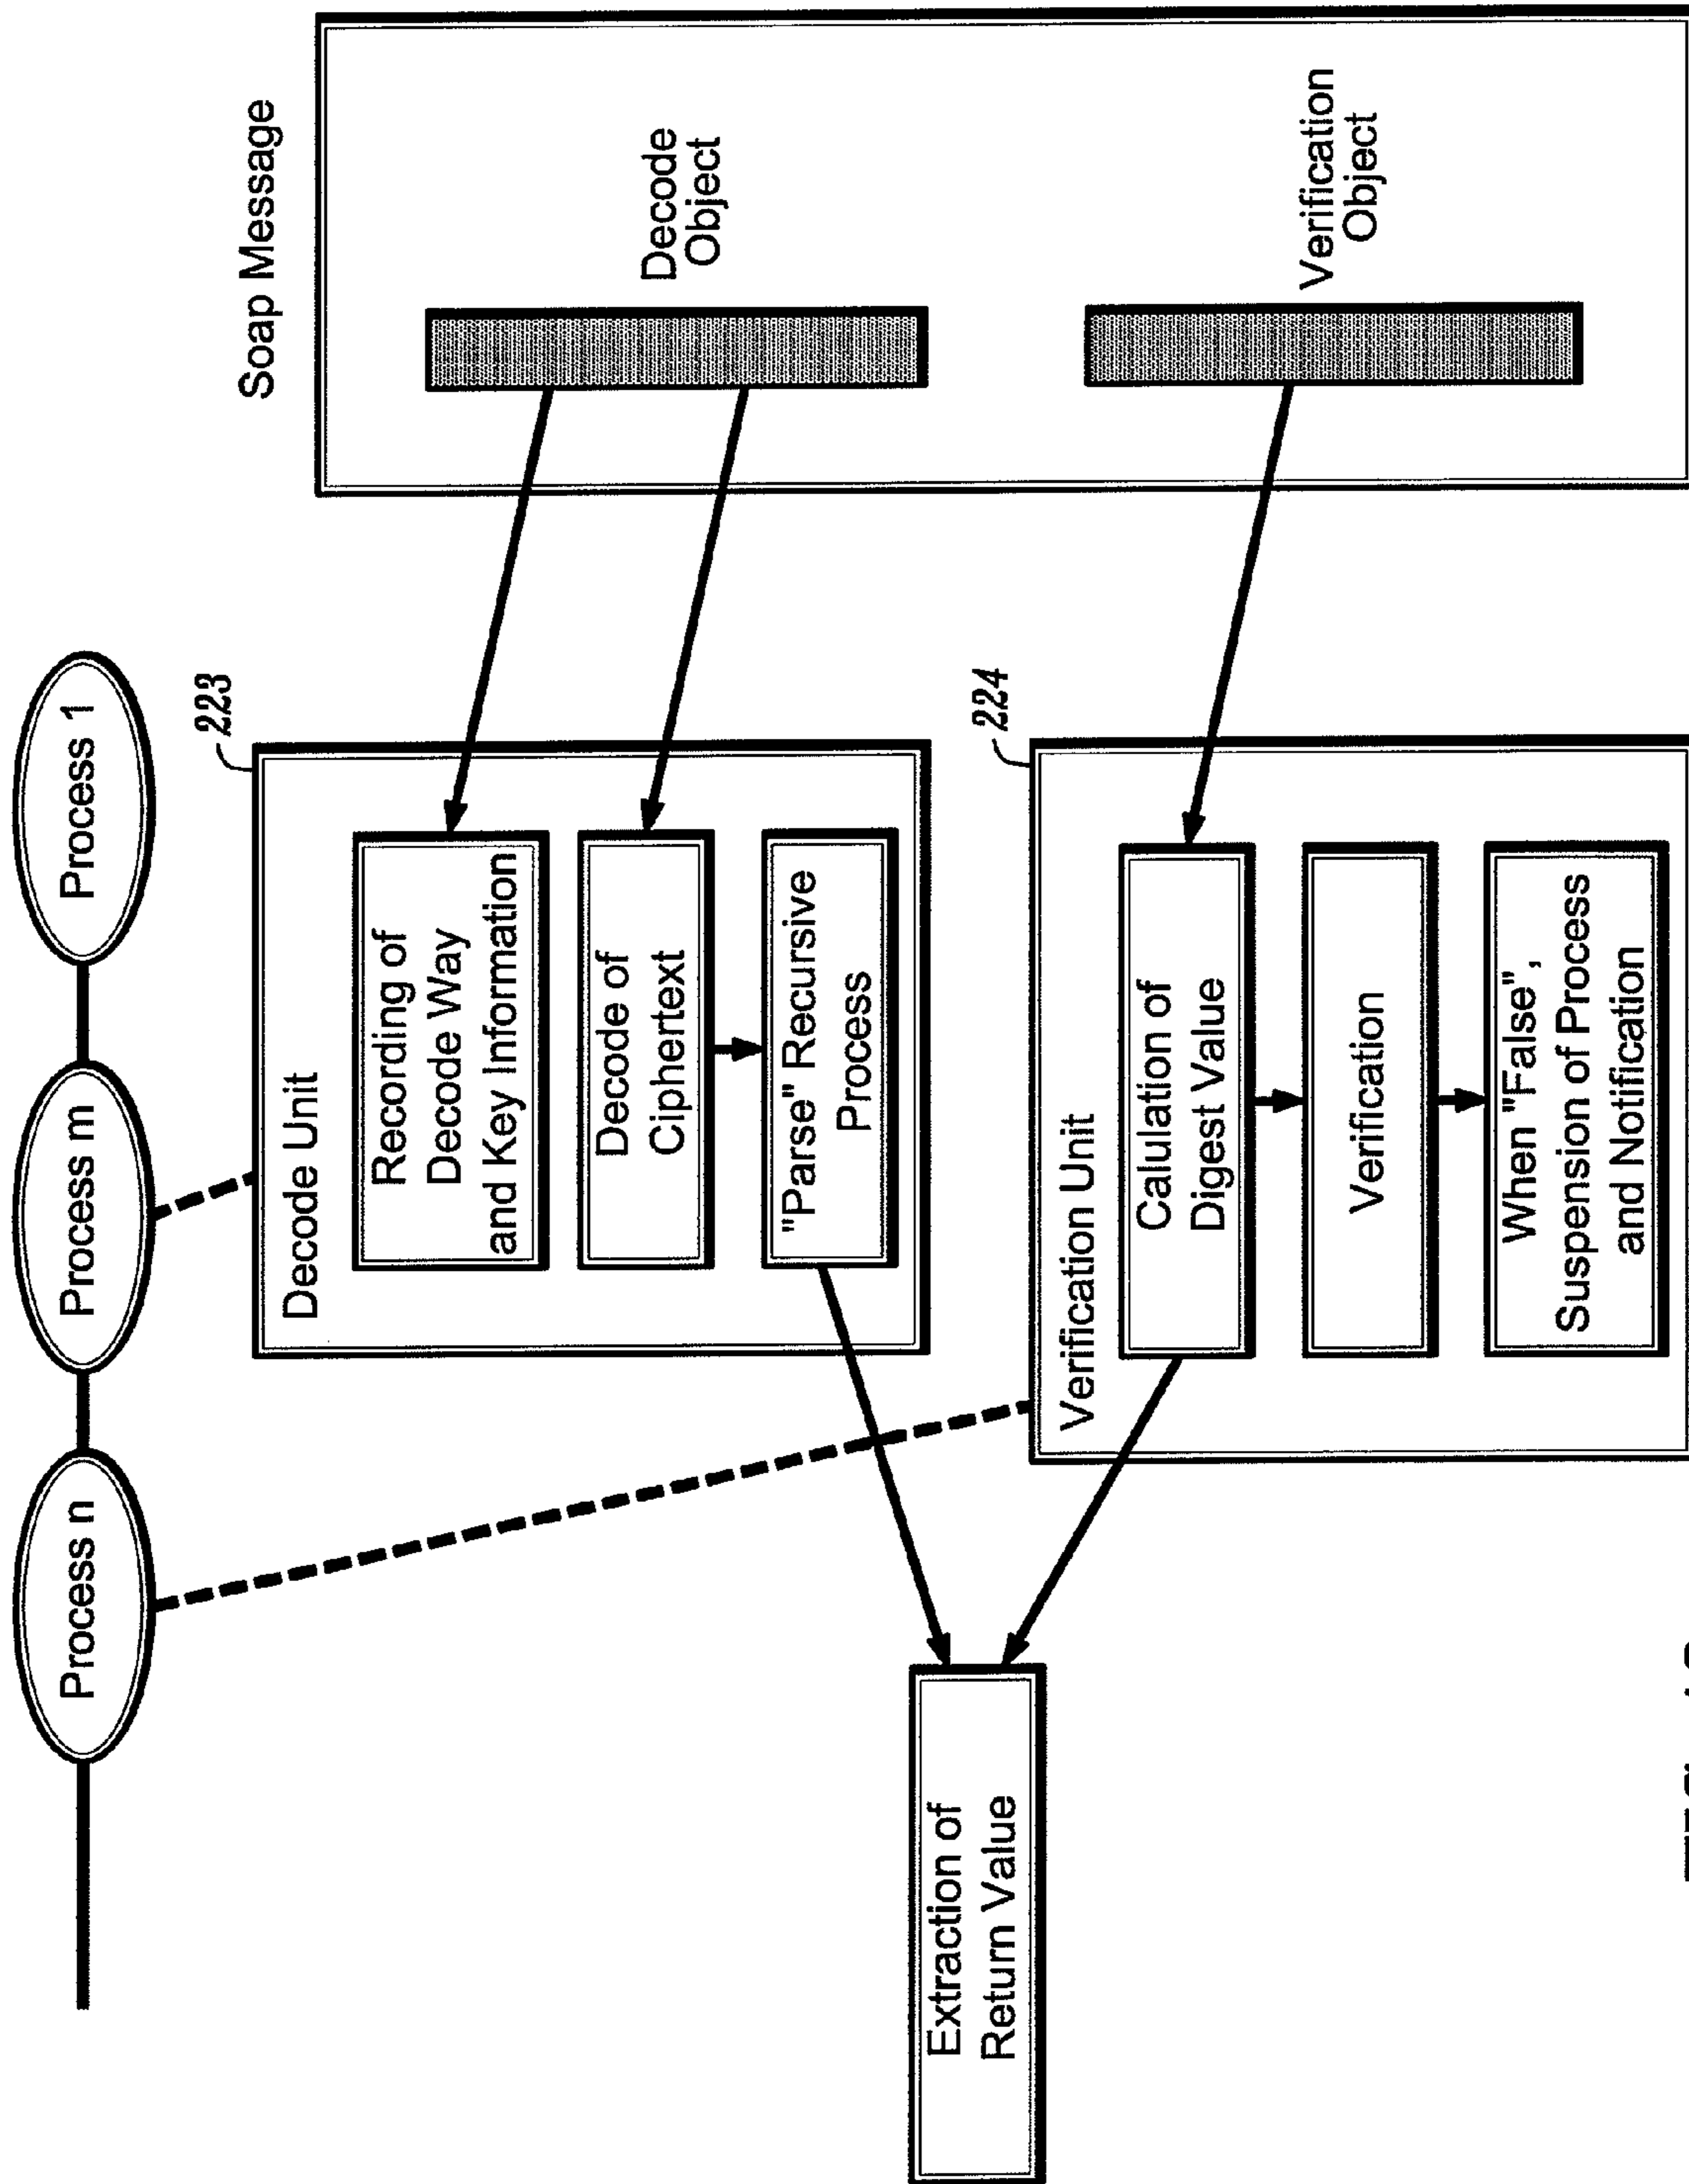 Process n
Process m
Process 1
223
Decode Unit
Recording of
Decode Way
and Key Information
Decode of
Ciphertext
"Parse" Recursive
Process
Soap Message
Decode
Object
Verification
Object
224
Verification Unit
Calulation of
Digest Value
Verification
When "False",
Suspension of Process
and Notification
Extraction of
Return Value